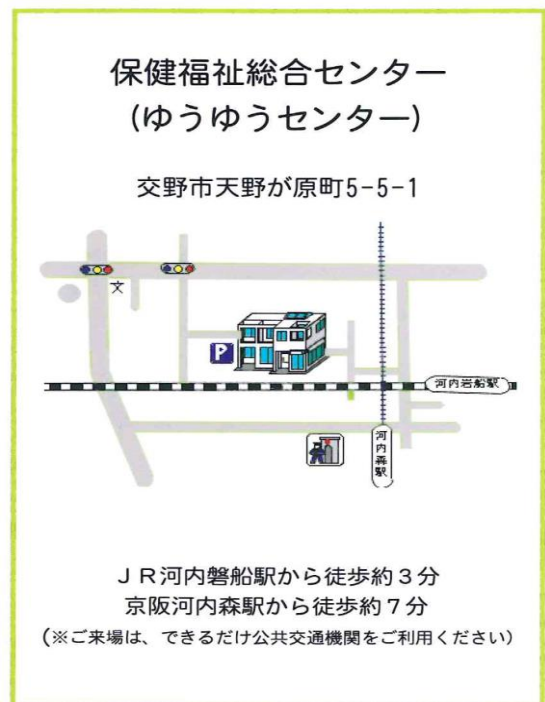 保健福祉総合センター
(ゆうゆうセンター)
交野市天野が原町5-5-1
文
P
河内岩船駅
河内森駅
ＪＲ河内磐船駅から徒歩約３分
京阪河内森駅から徒歩約７分
(※ご来場は、できるだけ公共交通機関をご利用ください)